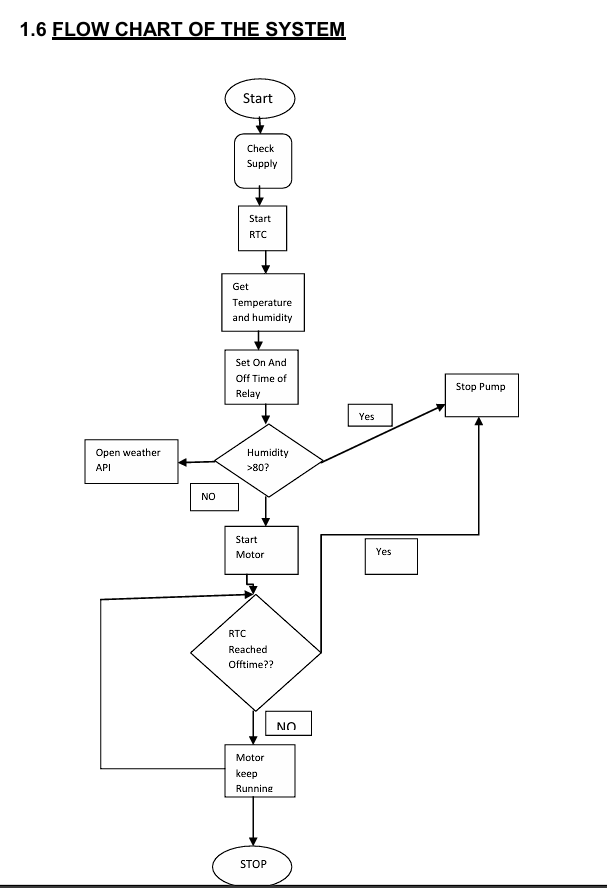 1.6 FLOW CHART OF THE SYSTEM
Start
Check
Supply
Start
RTC
Get
Temperature
and humidity
Set On And
Off Time of
Relay
Stop Pump
Yes
Humidity
>80?
Open weather
API
NO
Start
Motor
Yes
RTC
Reached
Offtime??
NO
Motor
keep
Running
STOP